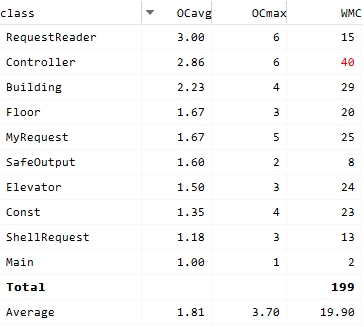 class OCavg OCmax WMC
RequestReader 3.00 6 15
Controller 2.86 6 40
Building 2.23 4 29
Floor 1.67 3 20
MyRequest 1.67 5 25
SafeOutput 1.60 2 8
Elevator 1.50 3 24
Const 1.35 4 23
ShellRequest 1.18 3 13
Main 1.00 1 2
Total 199
Average 1.81 3.70 19.90